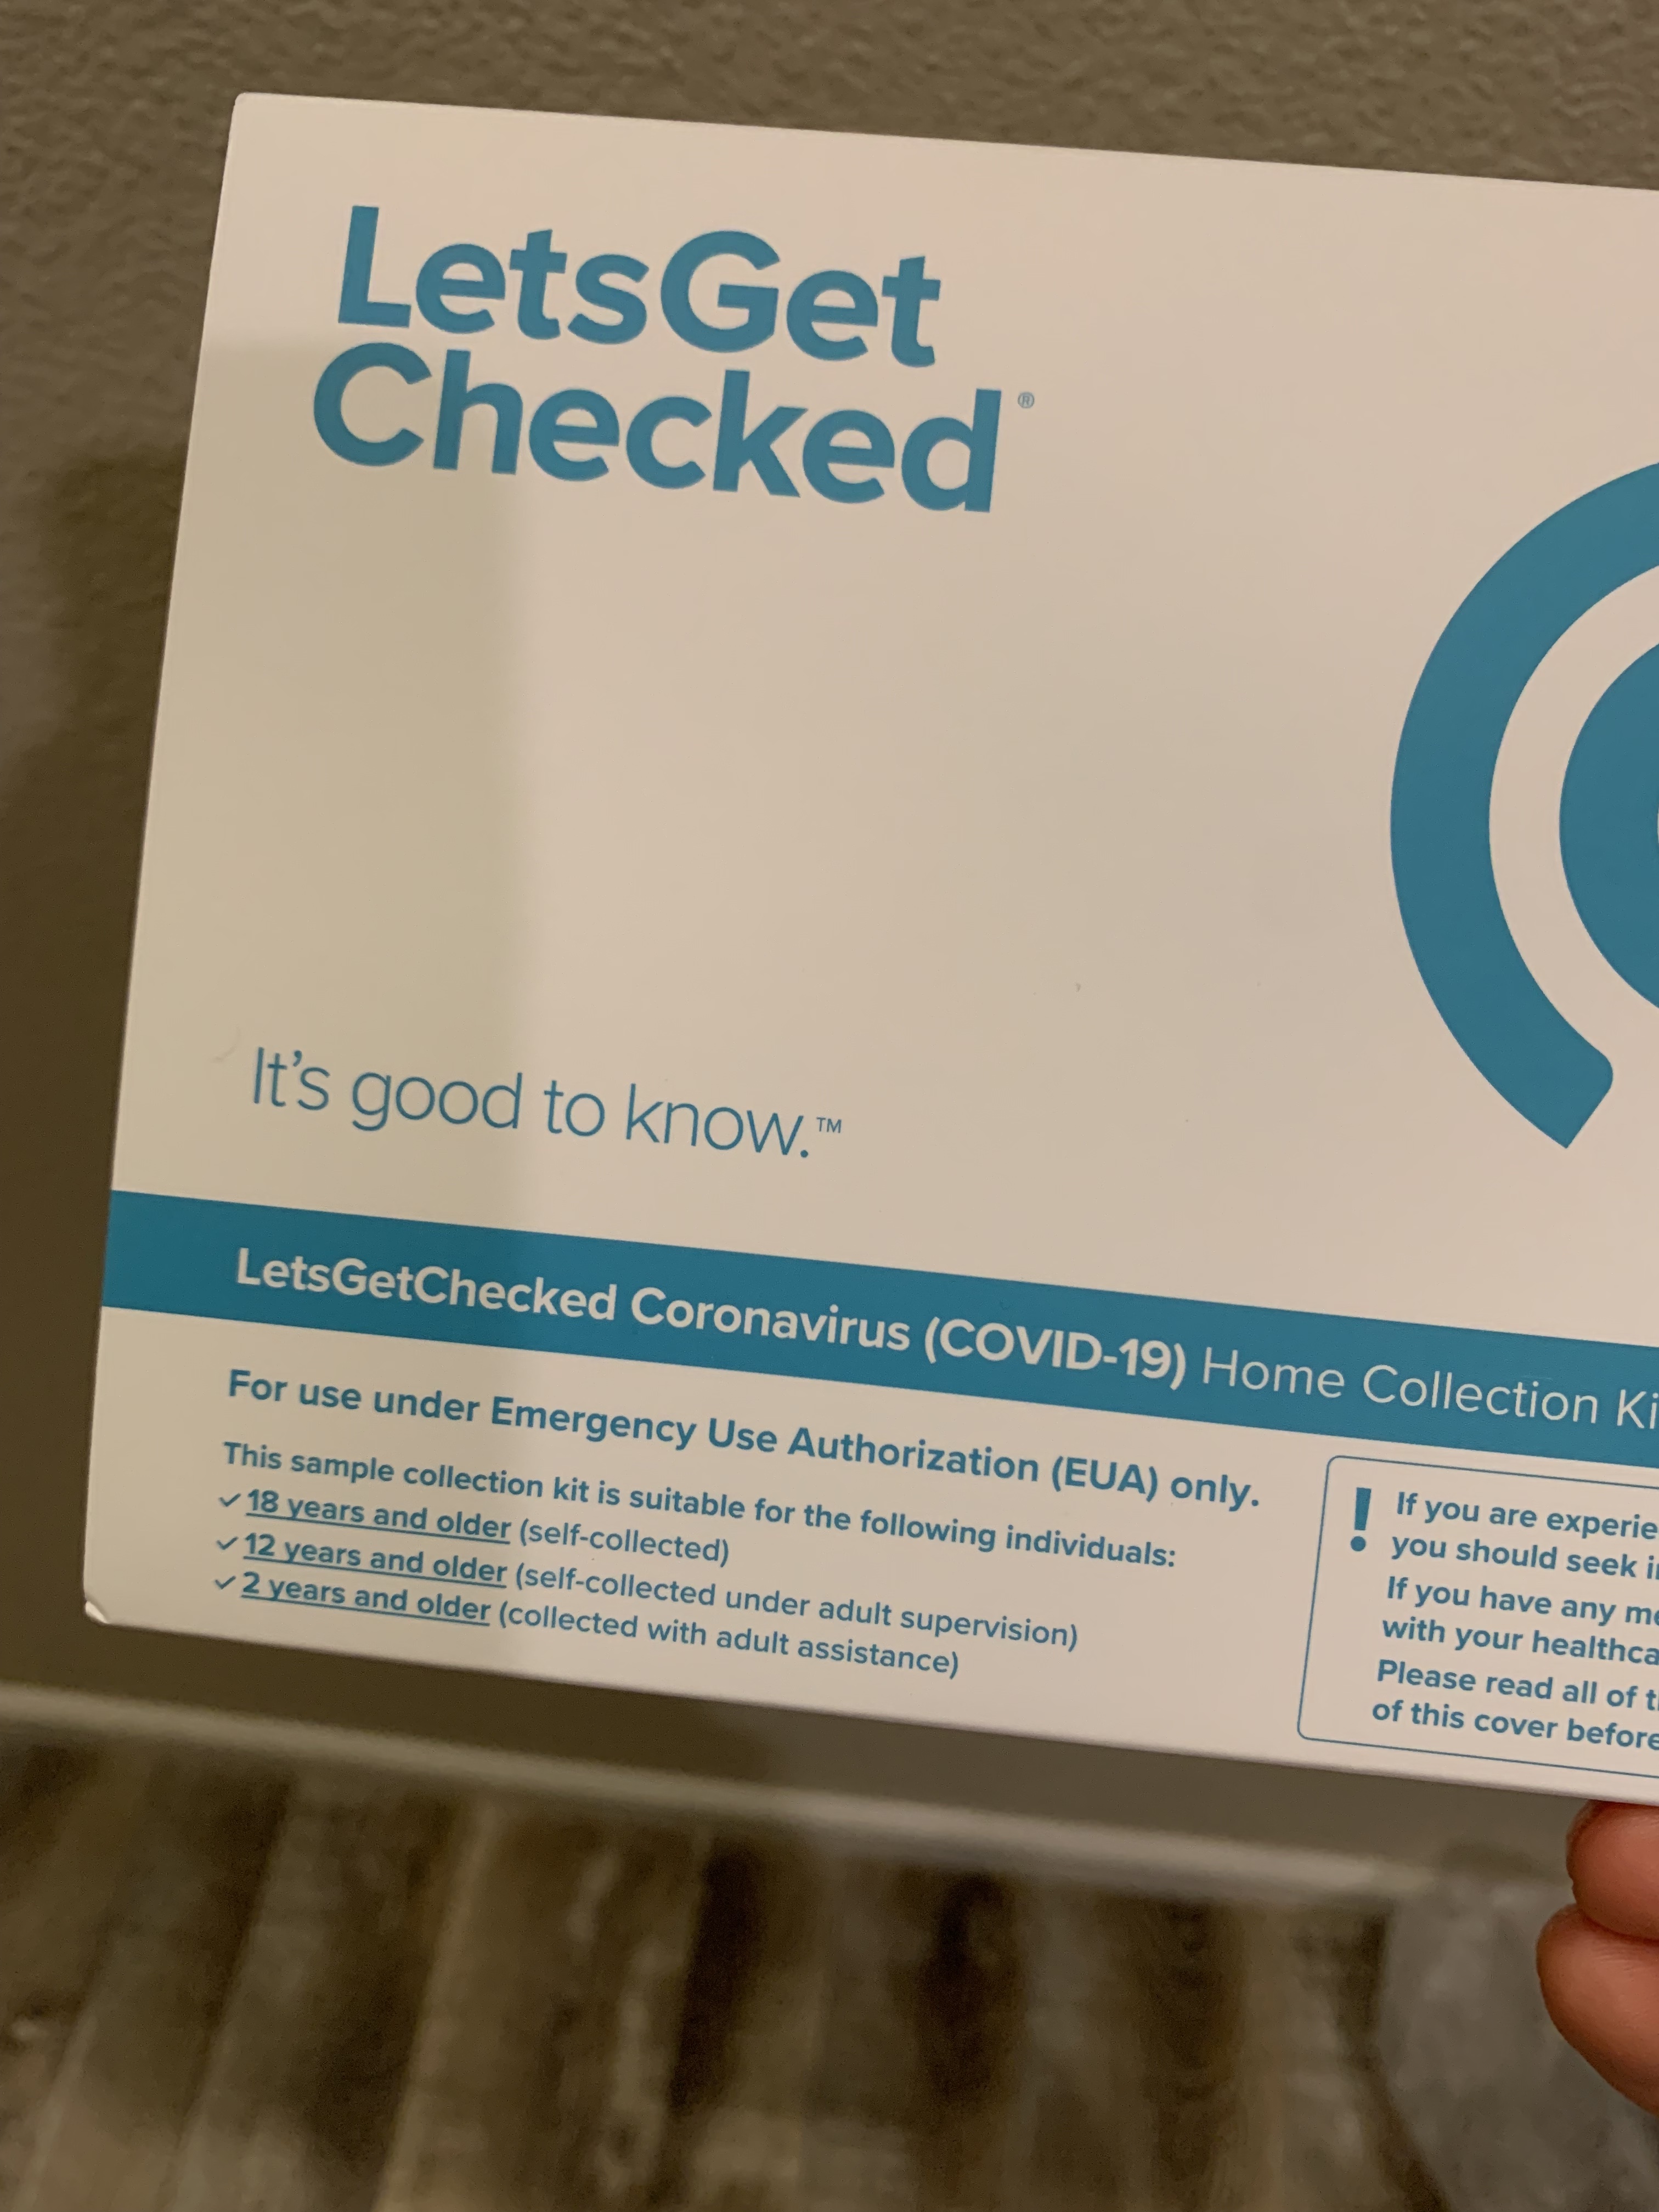 LetsGet
Checked®
It's good to know.™
LetsGetChecked Coronavirus (COVID-19) Home Collection
For use under Emergency Use Authorization (EUA) only.
This sample collection kit is suitable for the following individuals:
✓ 18 years and older (self-collected)
✓ 12 years and older (self-collected under adult supervision)
✓ 2 years and older (collected with adult assistance)
! If you are
you should seek
If you have any
with your
Please read all of
of this cover before